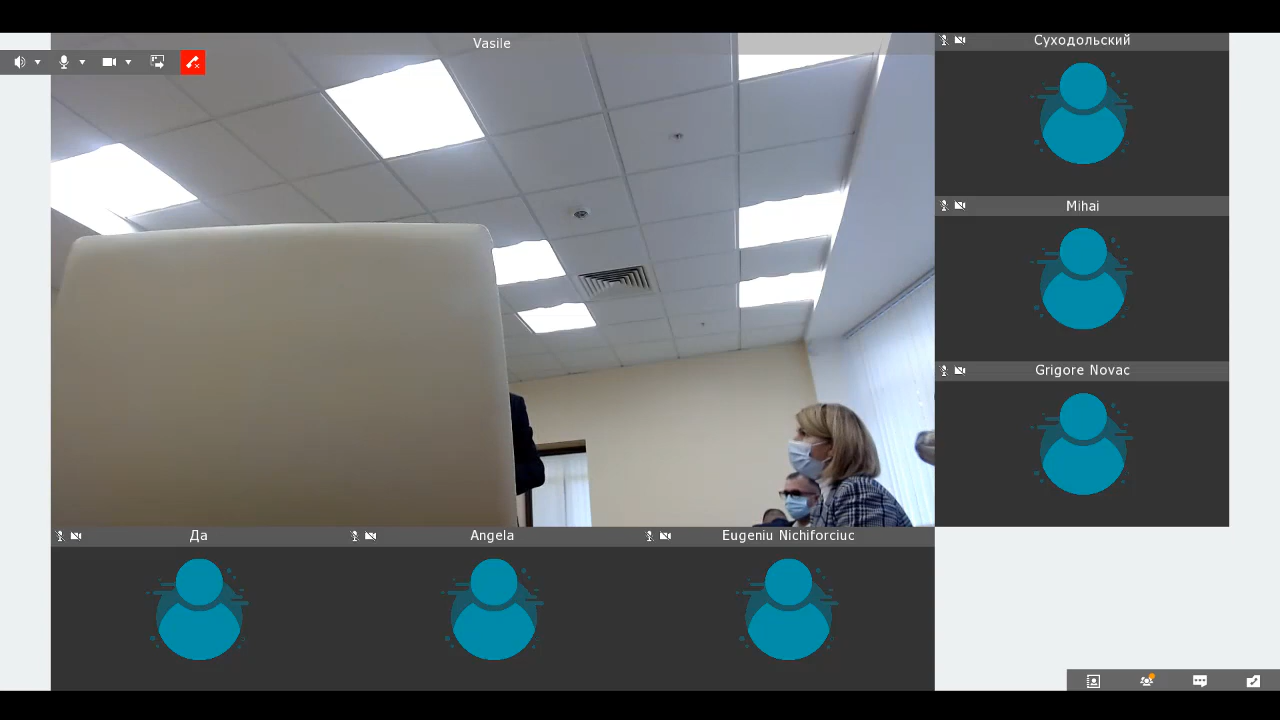 Vasile
Суходольский
Mihai
Grigore Novac
Да
Angela
Eugeniu Nichiforciuc